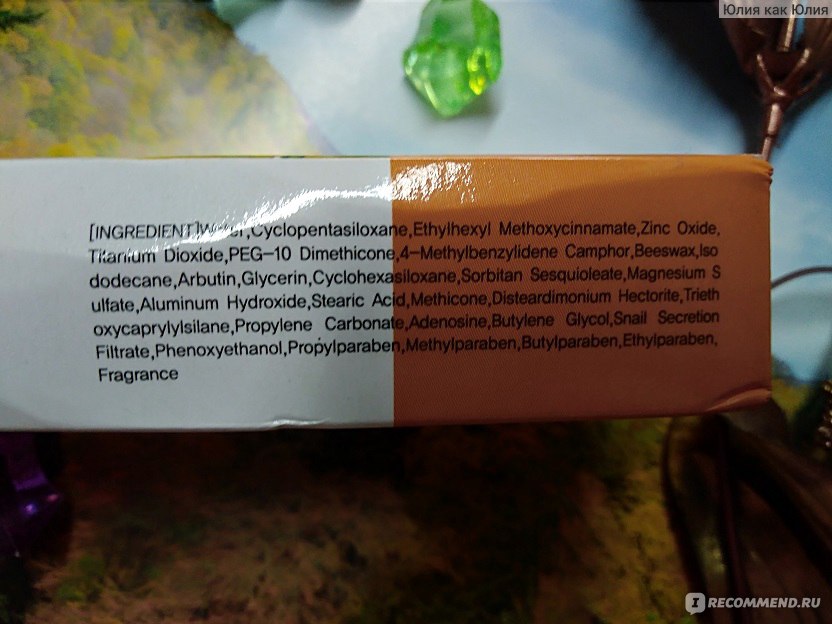 Юлия как Юлия
[INGREDIENT]Water,Cyclopentasiloxane,Ethylhexyl Methoxycinnamate,Zinc Oxide,
Titanium Dioxide,PEG-10 Dimethicone,4-Methylbenzylidene Camphor,Beeswax,Iso
dodecane,Arbutin,Glycerin,Cyclohexasiloxane,Sorbitan Sesquioleate,Magnesium S
ulfate,Aluminum Hydroxide,Stearic Acid,Methicone,Disteardimonium Hectorite,Trieth
oxycaprylylsilane,Propylene Carbonate,Adenosine,Butylene Glycol,Snail Secretion
Filtrate,Phenoxyethanol,Propylparaben,Methylparaben,Butylparaben,Ethylparaben,
Fragrance
I RECOMMEND.RU